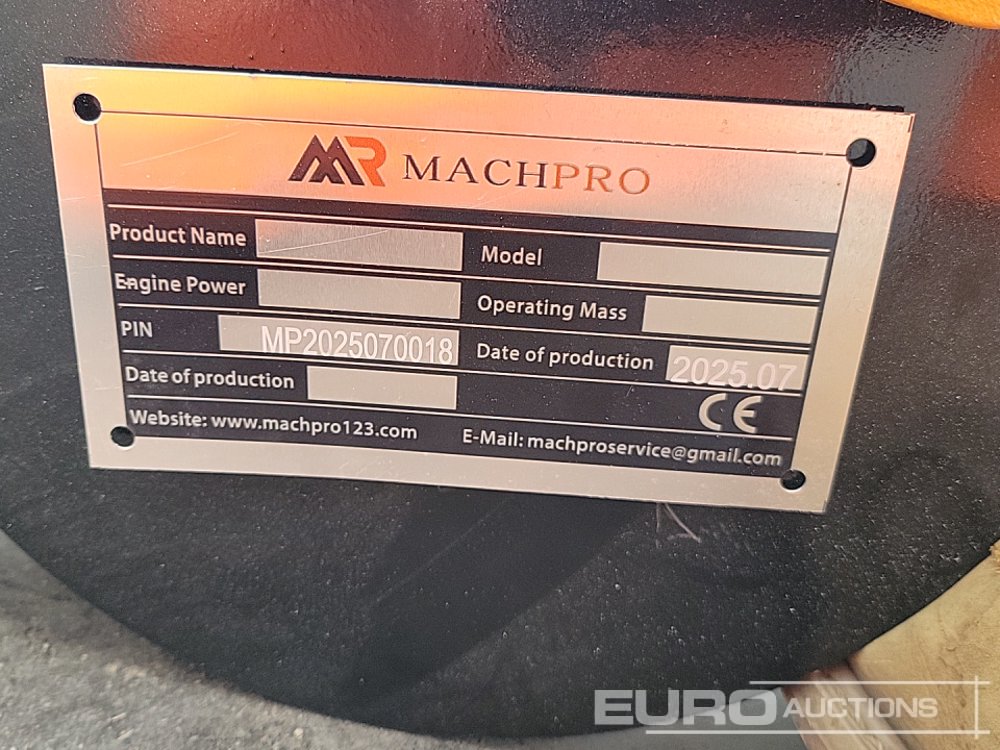 MR MACHPRO
Product Name
Model
Engine Power
Operating Mass
PIN MP2025070018
Date of production 2025.07
Date of production
CE
Website: www.machpro123.com
E-Mail: machproservice@gmail.com
EURO AUCTIONS